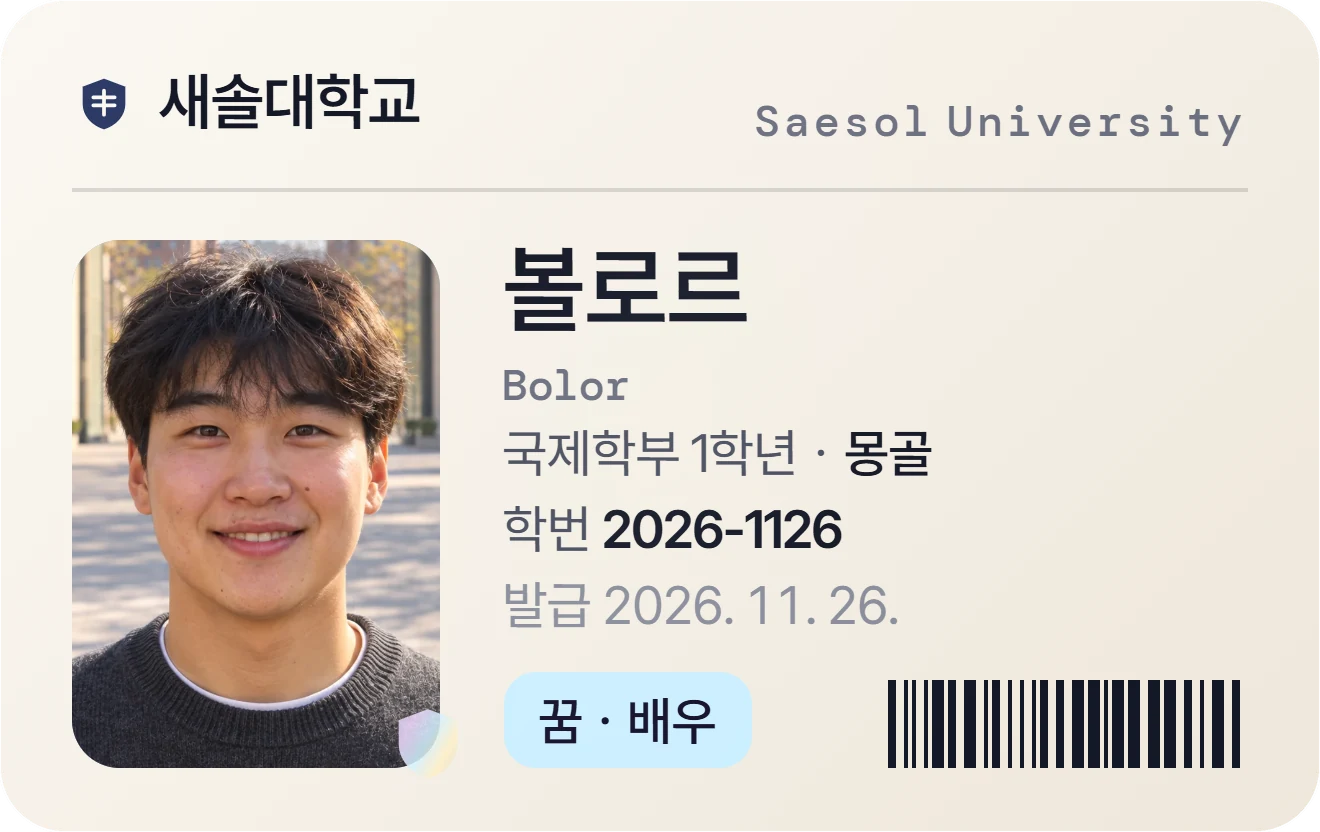 새솔대학교
Saesol University
볼로르
Bolor
국제학부 1학년 · 몽골
학번 2026-1126
발급 2026. 11. 26.
꿈 · 배우